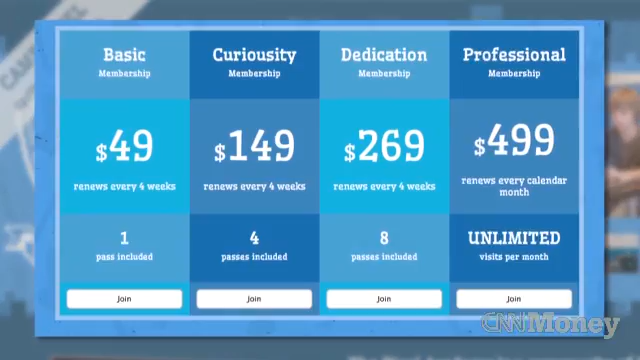 Basic
Membership
Curiousity
Membership
Dedication
Membership
Professional
Membership
$49
renews every 4 weeks
$149
renews every 4 weeks
$269
renews every 4 weeks
$499
renews every calendar
month
1
pass included
4
passes included
8
passes included
UNLIMITED
visits per month
Join
Join
Join
Join
CNNMoney